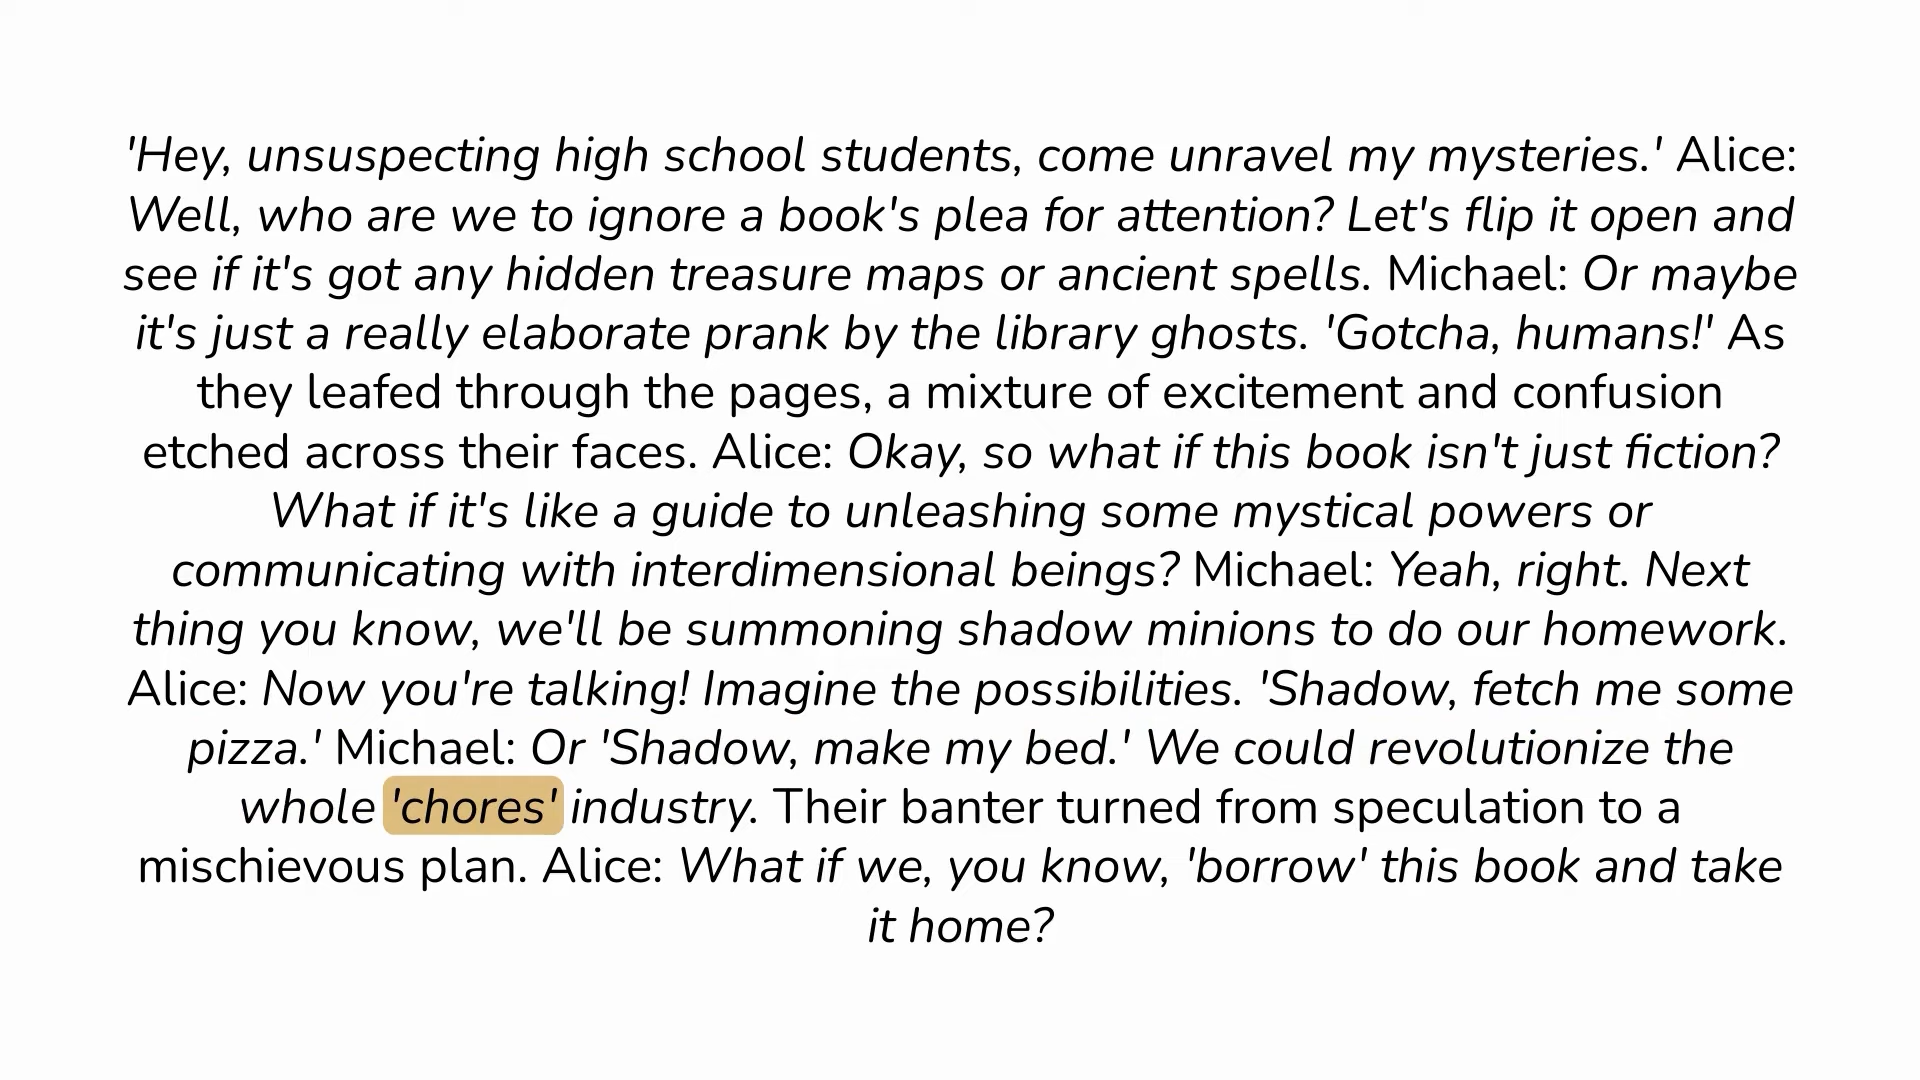 'Hey, unsuspecting high school students, come unravel my mysteries.' Alice:
Well, who are we to ignore a book's plea for attention? Let's flip it open and
see if it's got any hidden treasure maps or ancient spells. Michael: Or maybe
it's just a really elaborate prank by the library ghosts. 'Gotcha, humans!' As
they leafed through the pages, a mixture of excitement and confusion
etched across their faces. Alice: Okay, so what if this book isn't just fiction?
What if it's like a guide to unleashing some mystical powers or
communicating with interdimensional beings? Michael: Yeah, right. Next
thing you know, we'll be summoning shadow minions to do our homework.
Alice: Now you're talking! Imagine the possibilities. 'Shadow, fetch me some
pizza.' Michael: Or 'Shadow, make my bed.' We could revolutionize the
whole 'chores' industry. Their banter turned from speculation to a
mischievous plan. Alice: What if we, you know, 'borrow' this book and take
it home?